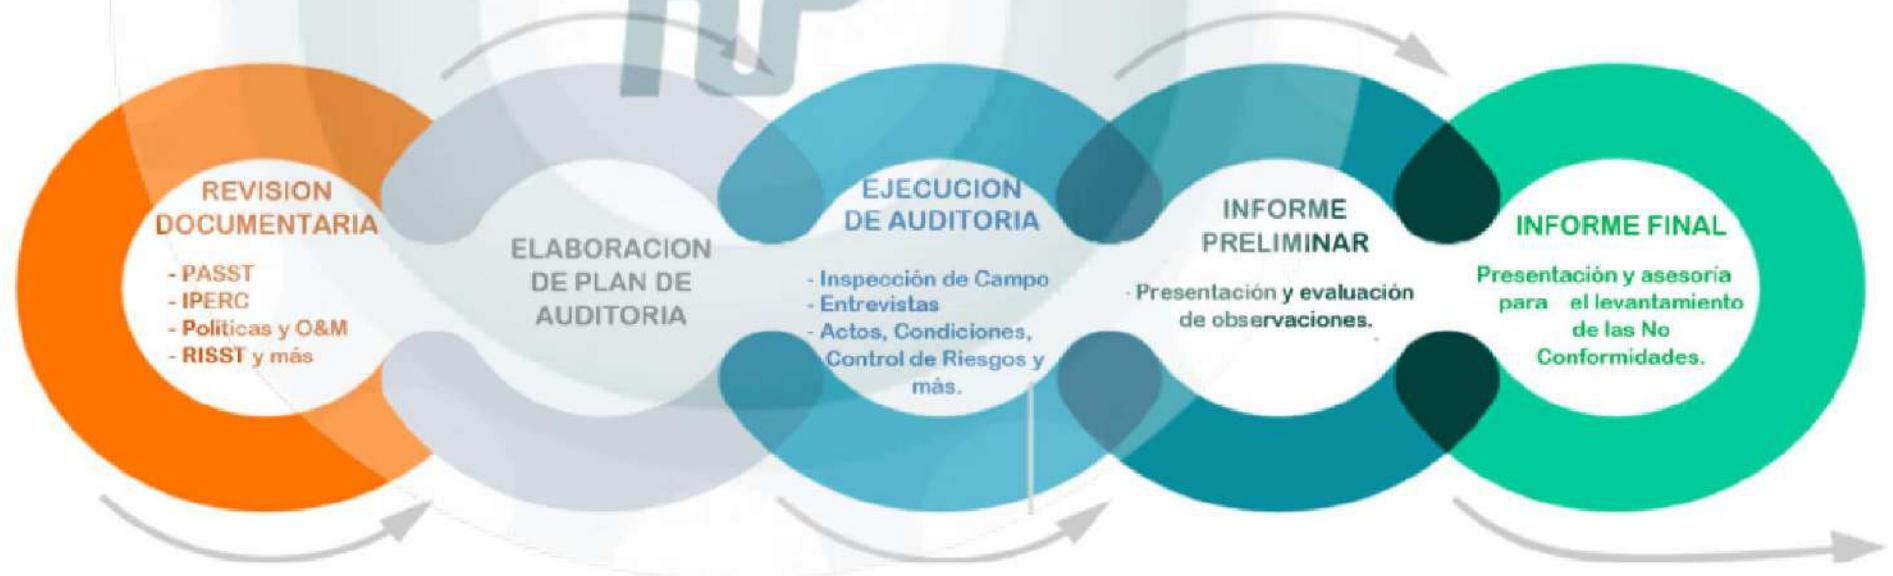 REVISION
DOCUMENTARIA
- PASST
- IPERC
- Políticas y O&M
- RISST y más
ELABORACION
DE PLAN DE
AUDITORIA
EJECUCION
DE AUDITORIA
- Inspección de Campo
- Entrevistas
- Actos, Condiciones,
Control de Riesgos y
más.
INFORME
PRELIMINAR
- Presentación y evaluación
de observaciones.
INFORME FINAL
Presentación y asesoría
para el levantamiento
de las No
Conformidades.